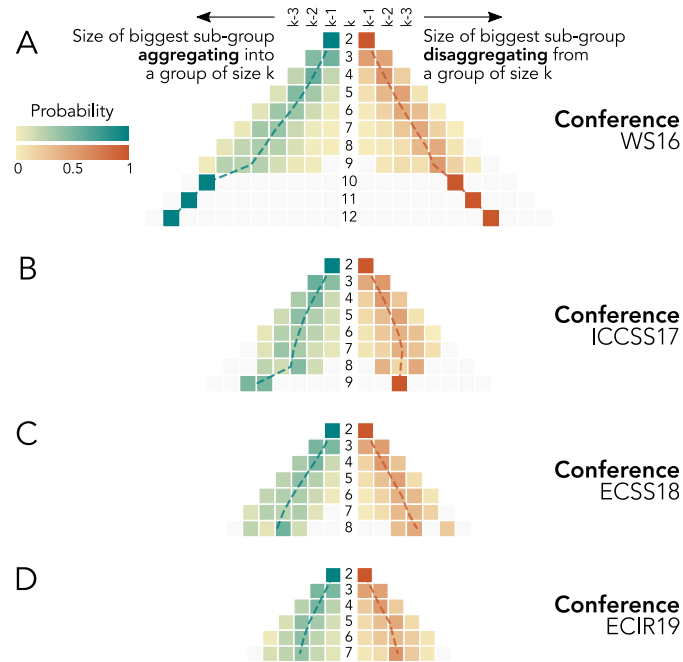 A
Size of biggest sub-group
aggregating into
a group of size k
k-3 k-2 k-1 k k-1 k-2 k-3
Size of biggest sub-group
disaggregating from
a group of size k
Probability
0 0.5 1
2
3
4
5
6
7
8
9
10
11
12
Conference
WS16
B
2
3
4
5
6
7
8
9
Conference
ICCSS17
C
2
3
4
5
6
7
8
Conference
ECSS18
D
2
3
4
5
6
7
Conference
ECIR19